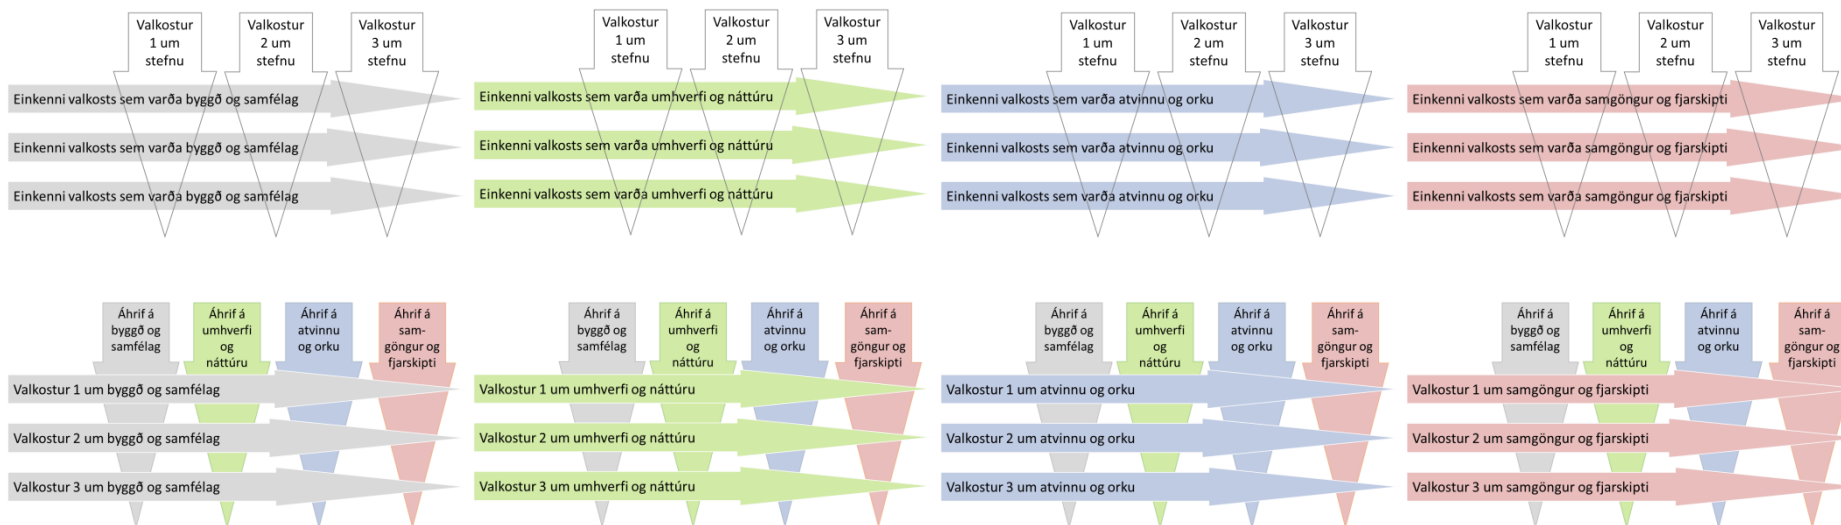 Valkostur
1 um
stefnu
Valkostur
2 um
stefnu
Valkostur
3 um
stefnu
Einkenni valkosts sem varða byggð og samfélag
Einkenni valkosts sem varða byggð og samfélag
Einkenni valkosts sem varða byggð og samfélag
Valkostur
1 um
stefnu
Valkostur
2 um
stefnu
Valkostur
3 um
stefnu
Einkenni valkosts sem varða umhverfi og náttúru
Einkenni valkosts sem varða umhverfi og náttúru
Einkenni valkosts sem varða umhverfi og náttúru
Valkostur
1 um
stefnu
Valkostur
2 um
stefnu
Valkostur
3 um
stefnu
Einkenni valkosts sem varða atvinnu og orku
Einkenni valkosts sem varða atvinnu og orku
Einkenni valkosts sem varða atvinnu og orku
Valkostur
1 um
stefnu
Valkostur
2 um
stefnu
Valkostur
3 um
stefnu
Einkenni valkosts sem varða samgöngur og fjarskipti
Einkenni valkosts sem varða samgöngur og fjarskipti
Einkenni valkosts sem varða samgöngur og fjarskipti
Áhrif á
byggð og
samfélag
Áhrif á
umhverfi
og
náttúru
Áhrif á
atvinnu
og orku
Áhrif á
sam-
göngur og
fjarskipti
Valkostur 1 um byggð og samfélag
Valkostur 2 um byggð og samfélag
Valkostur 3 um byggð og samfélag
Áhrif á
byggð og
samfélag
Áhrif á
umhverfi
og
náttúru
Áhrif á
atvinnu
og orku
Áhrif á
sam-
göngur og
fjarskipti
Valkostur 1 um umhverfi og náttúru
Valkostur 2 um umhverfi og náttúru
Valkostur 3 um umhverfi og náttúru
Áhrif á
byggð og
samfélag
Áhrif á
umhverfi
og
náttúru
Áhrif á
atvinnu
og orku
Áhrif á
sam-
göngur og
fjarskipti
Valkostur 1 um atvinnu og orku
Valkostur 2 um atvinnu og orku
Valkostur 3 um atvinnu og orku
Áhrif á
byggð og
samfélag
Áhrif á
umhverfi
og
náttúru
Áhrif á
atvinnu
og orku
Áhrif á
sam-
göngur og
fjarskipti
Valkostur 1 um samgöngur og fjarskipti
Valkostur 2 um samgöngur og fjarskipti
Valkostur 3 um samgöngur og fjarskipti